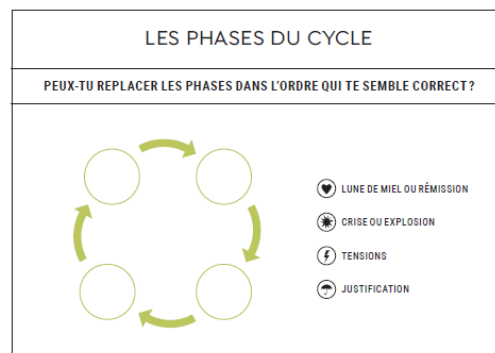 LES PHASES DU CYCLE
PEUX-TU REPLACER LES PHASES DANS L'ORDRE QUI TE SEMBLE CORRECT ?
LUNE DE MIEL OU RÉMISSION
CRISE OU EXPLOSION
TENSIONS
JUSTIFICATION